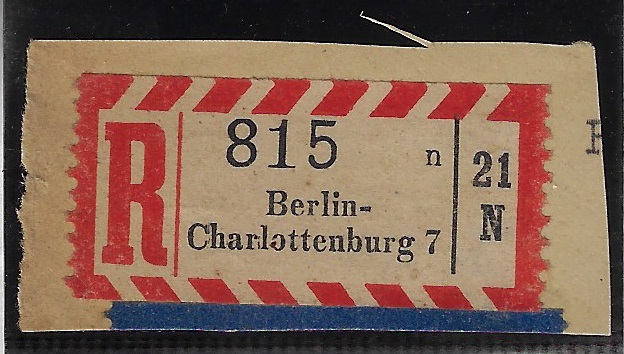 R
815 n
Berlin-
Charlottenburg 7
21
N